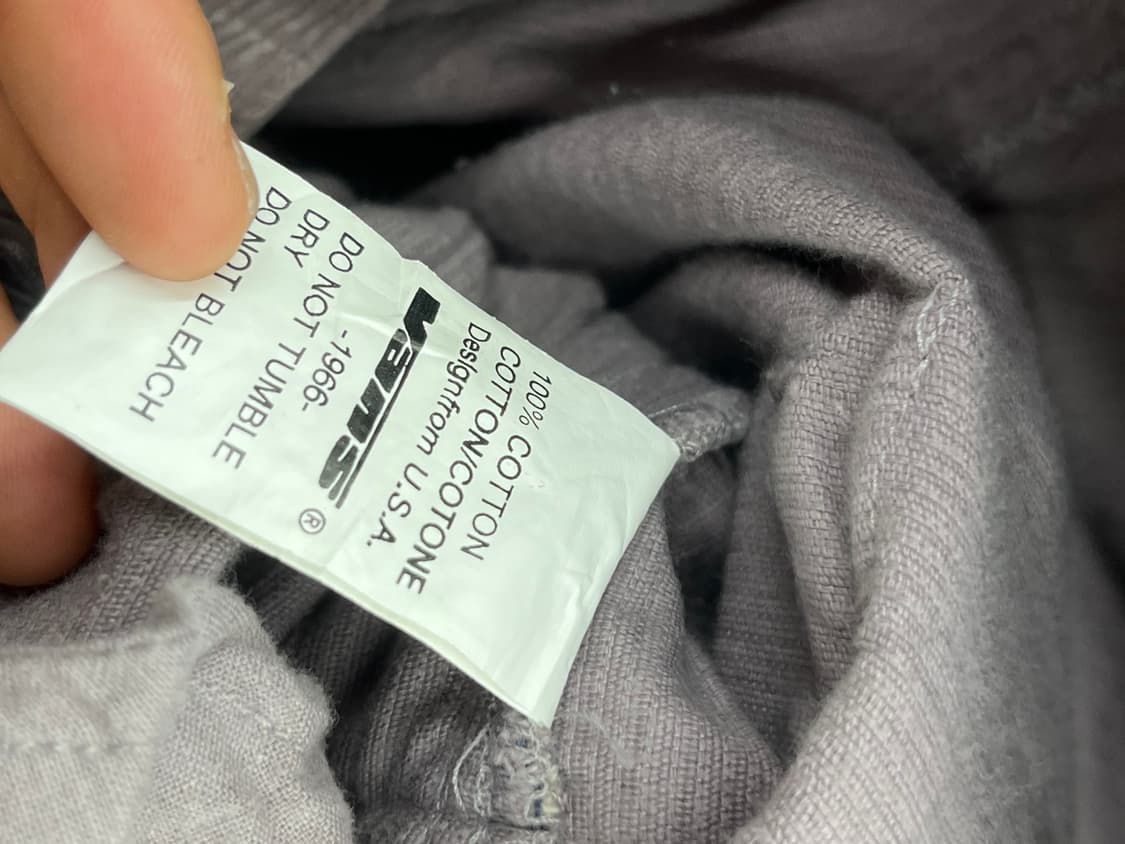 100% COTTON
COTTON/COTONE
Designfrom U.S.A.
vans ®
-1966-
DO NOT TUMBLE
DRY
DO NOT BLEACH